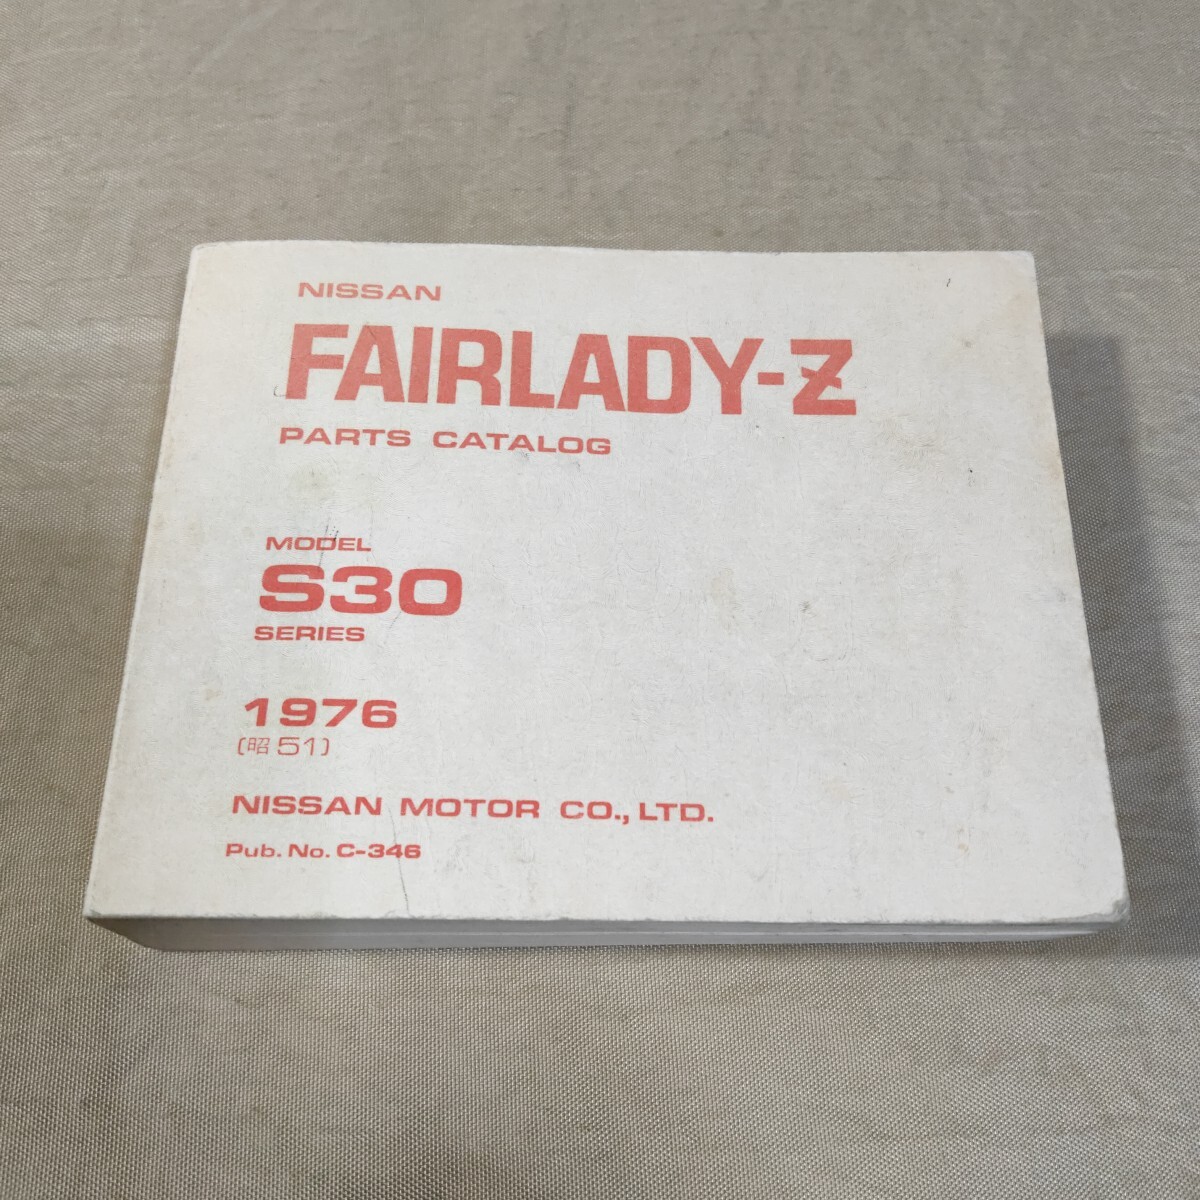 NISSAN
FAIRLADY-Z
PARTS CATALOG
MODEL
S30
SERIES
1976
(昭51)
NISSAN MOTOR CO., LTD.
Pub. No. C-346